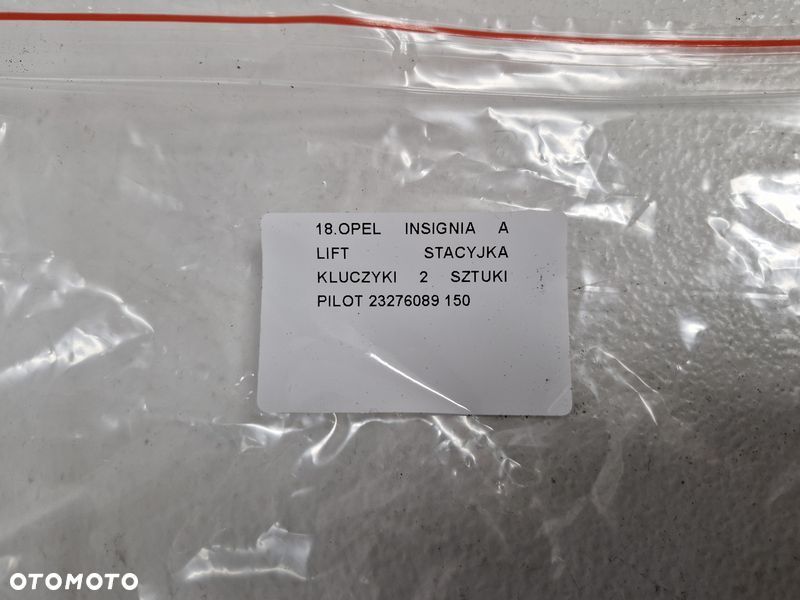 18.OPEL INSIGNIA A
LIFT STACYJKA
KLUCZYKI 2 SZTUKI
PILOT 23276089 150
OTOMOTO